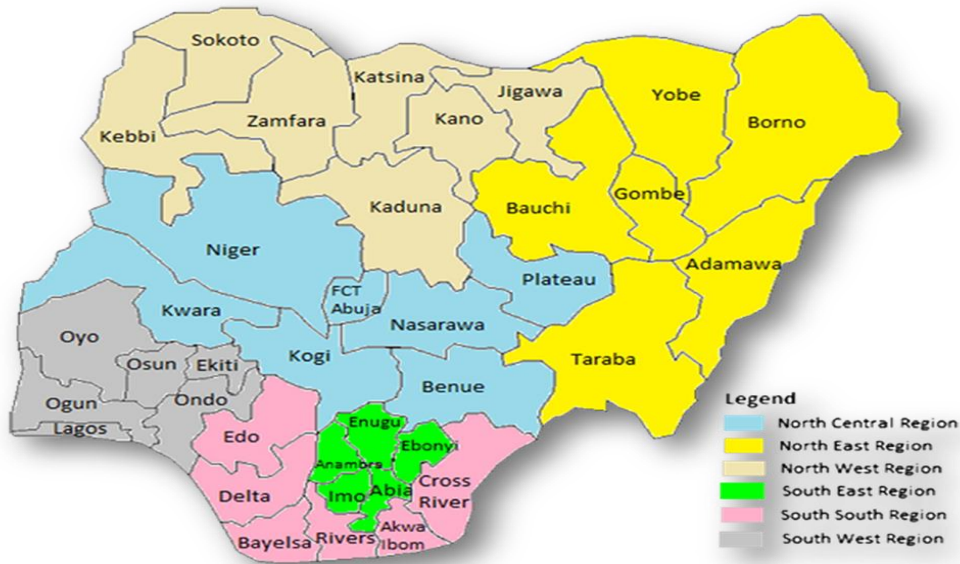 Sokoto
Katsina
Jigawa
Yobe
Borno
Kebbi
Zamfara
Kano
Kaduna
Bauchi
Gombe
Niger
Adamawa
Plateau
FCT
Abuja
Kwara
Nasarawa
Oyo
Kogi
Taraba
Osun
Ekiti
Benue
Ogun
Ondo
Lagos
Edo
Enugu
Ebonyi
Anambra
Imo
Abia
Cross
River
Delta
Bayelsa
Rivers
Akwa
Ibom
Legend
North Central Region
North East Region
North West Region
South East Region
South South Region
South West Region